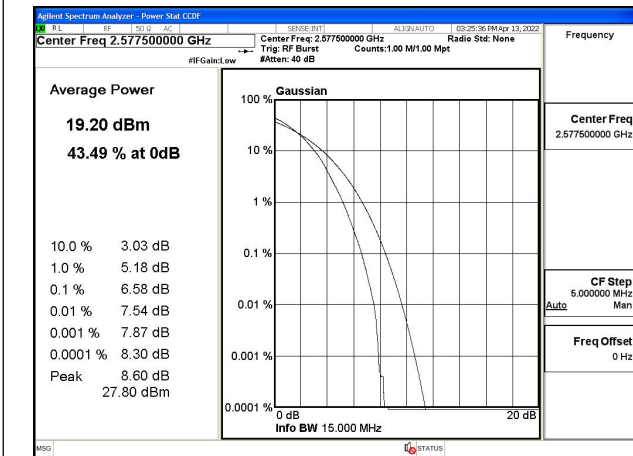 Agilent Spectrum Analyzer - Power Stat CCDF
RL RF 50 Ω AC SENSE:INT ALIGNAUTO 03:25:36 PM Apr 13, 2022
Center Freq 2.577500000 GHz
Center Freq: 2.577500000 GHz Radio Std: None
Trig: RF Burst Counts:1.00 M/1.00 Mpt
#IFGain:Low #Atten: 40 dB
Frequency
Average Power
19.20 dBm
43.49 % at 0dB
10.0 % 3.03 dB
1.0 % 5.18 dB
0.1 % 6.58 dB
0.01 % 7.54 dB
0.001 % 7.87 dB
0.0001 % 8.30 dB
Peak 8.60 dB
27.80 dBm
Gaussian
100 %
10 %
1 %
0.1 %
0.01 %
0.001 %
0.0001 %
0 dB 20 dB
Info BW 15.000 MHz
Center Freq
2.577500000 GHz
CF Step
5.000000 MHz
Auto Man
Freq Offset
0 Hz
MSG STATUS